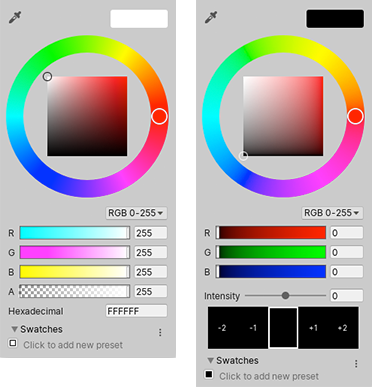 RGB 0-255
R 255
G 255
B 255
A 255
Hexadecimal FFFFFF
Swatches
Click to add new preset
RGB 0-255
R 0
G 0
B 0
Intensity 0
-2 -1 +1 +2
Swatches
Click to add new preset